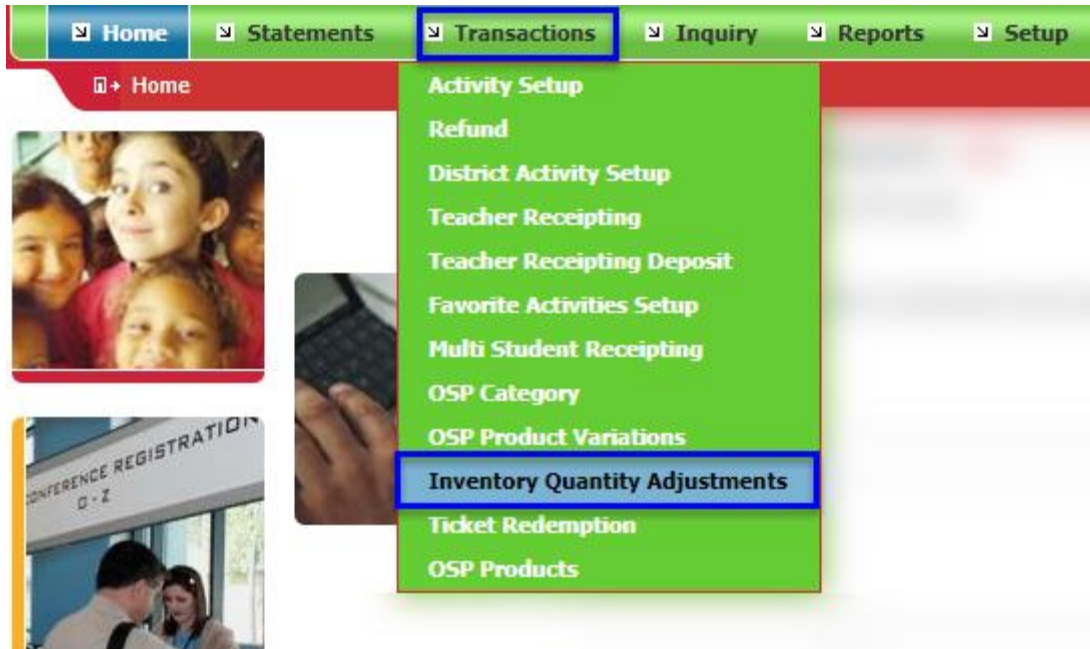 Home Statements Transactions Inquiry Reports Setup
Home
Activity Setup
Refund
District Activity Setup
Teacher Receipting
Teacher Receipting Deposit
Favorite Activities Setup
Multi Student Receipting
OSP Category
OSP Product Variations
Inventory Quantity Adjustments
Ticket Redemption
OSP Products
CONFERENCE REGISTRATION
O - Z